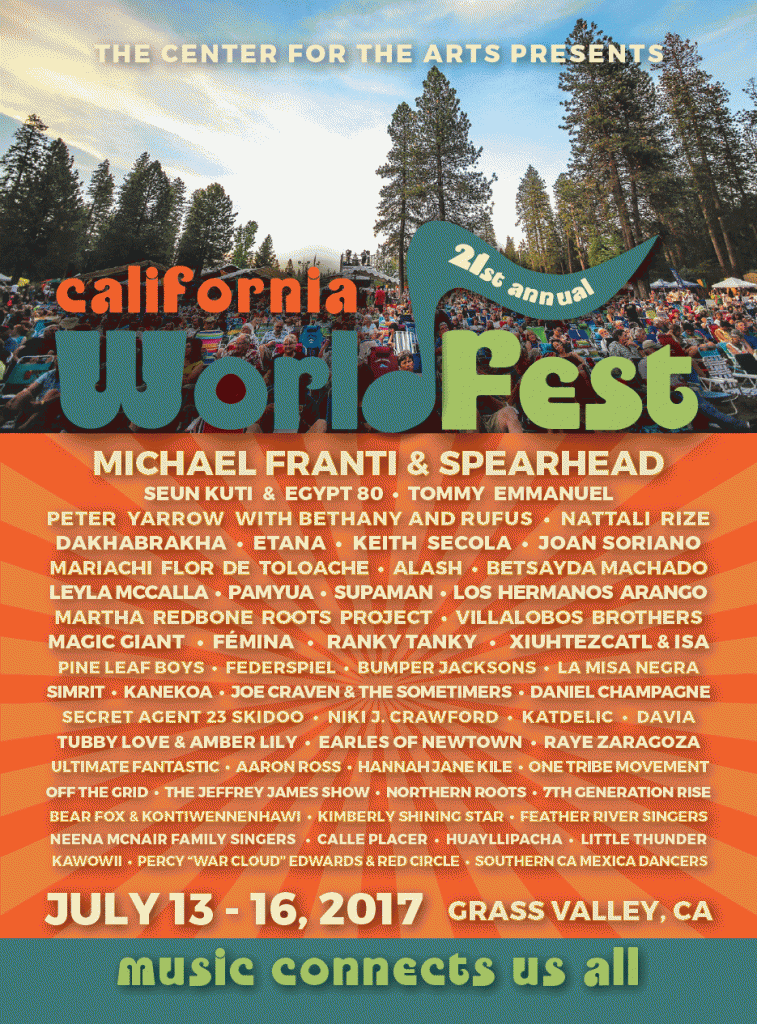 THE CENTER FOR THE ARTS PRESENTS
21st annual
california
WorldFest
MICHAEL FRANTI & SPEARHEAD
SEUN KUTI & EGYPT 80 • TOMMY EMMANUEL
PETER YARROW WITH BETHANY AND RUFUS • NATTALI RIZE
DAKHABRAKHA • ETANA • KEITH SECOLA • JOAN SORIANO
MARIACHI FLOR DE TOLOACHE • ALASH • BETSAYDA MACHADO
LEYLA MCCALLA • PAMYUA • SUPAMAN • LOS HERMANOS ARANGO
MARTHA REDBONE ROOTS PROJECT • VILLALOBOS BROTHERS
MAGIC GIANT • FÉMINA • RANKY TANKY • XIUHTEZCATL & ISA
PINE LEAF BOYS • FEDERSPIEL • BUMPER JACKSONS • LA MISA NEGRA
SIMRIT • KANEKOA • JOE CRAVEN & THE SOMETIMERS • DANIEL CHAMPAGNE
SECRET AGENT 23 SKIDOO • NIKI J. CRAWFORD • KATDELIC • DAVIA
TUBBY LOVE & AMBER LILY • EARLES OF NEWTOWN • RAYE ZARAGOZA
ULTIMATE FANTASTIC • AARON ROSS • HANNAH JANE KILE • ONE TRIBE MOVEMENT
OFF THE GRID • THE JEFFREY JAMES SHOW • NORTHERN ROOTS • 7TH GENERATION RISE
BEAR FOX & KONTIWENNENHAWI • KIMBERLY SHINING STAR • FEATHER RIVER SINGERS
NEENA MCNAIR FAMILY SINGERS • CALLE PLACER • HUAYLLIPACHA • LITTLE THUNDER
KAWOWII • PERCY "WAR CLOUD" EDWARDS & RED CIRCLE • SOUTHERN CA MEXICA DANCERS
JULY 13 - 16, 2017 GRASS VALLEY, CA
music connects us all